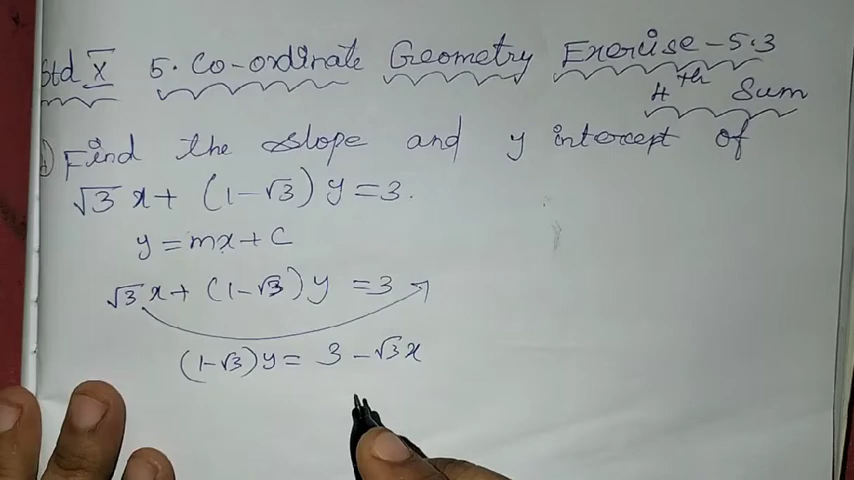 Std X 5. Co-ordinate Geometry Exercise-5.3
4th Sum
4) Find the slope and y intercept of
√3 x + (1-√3) y = 3.
y = mx + c
√3 x + (1-√3) y = 3
(1-√3) y = 3 - √3 x